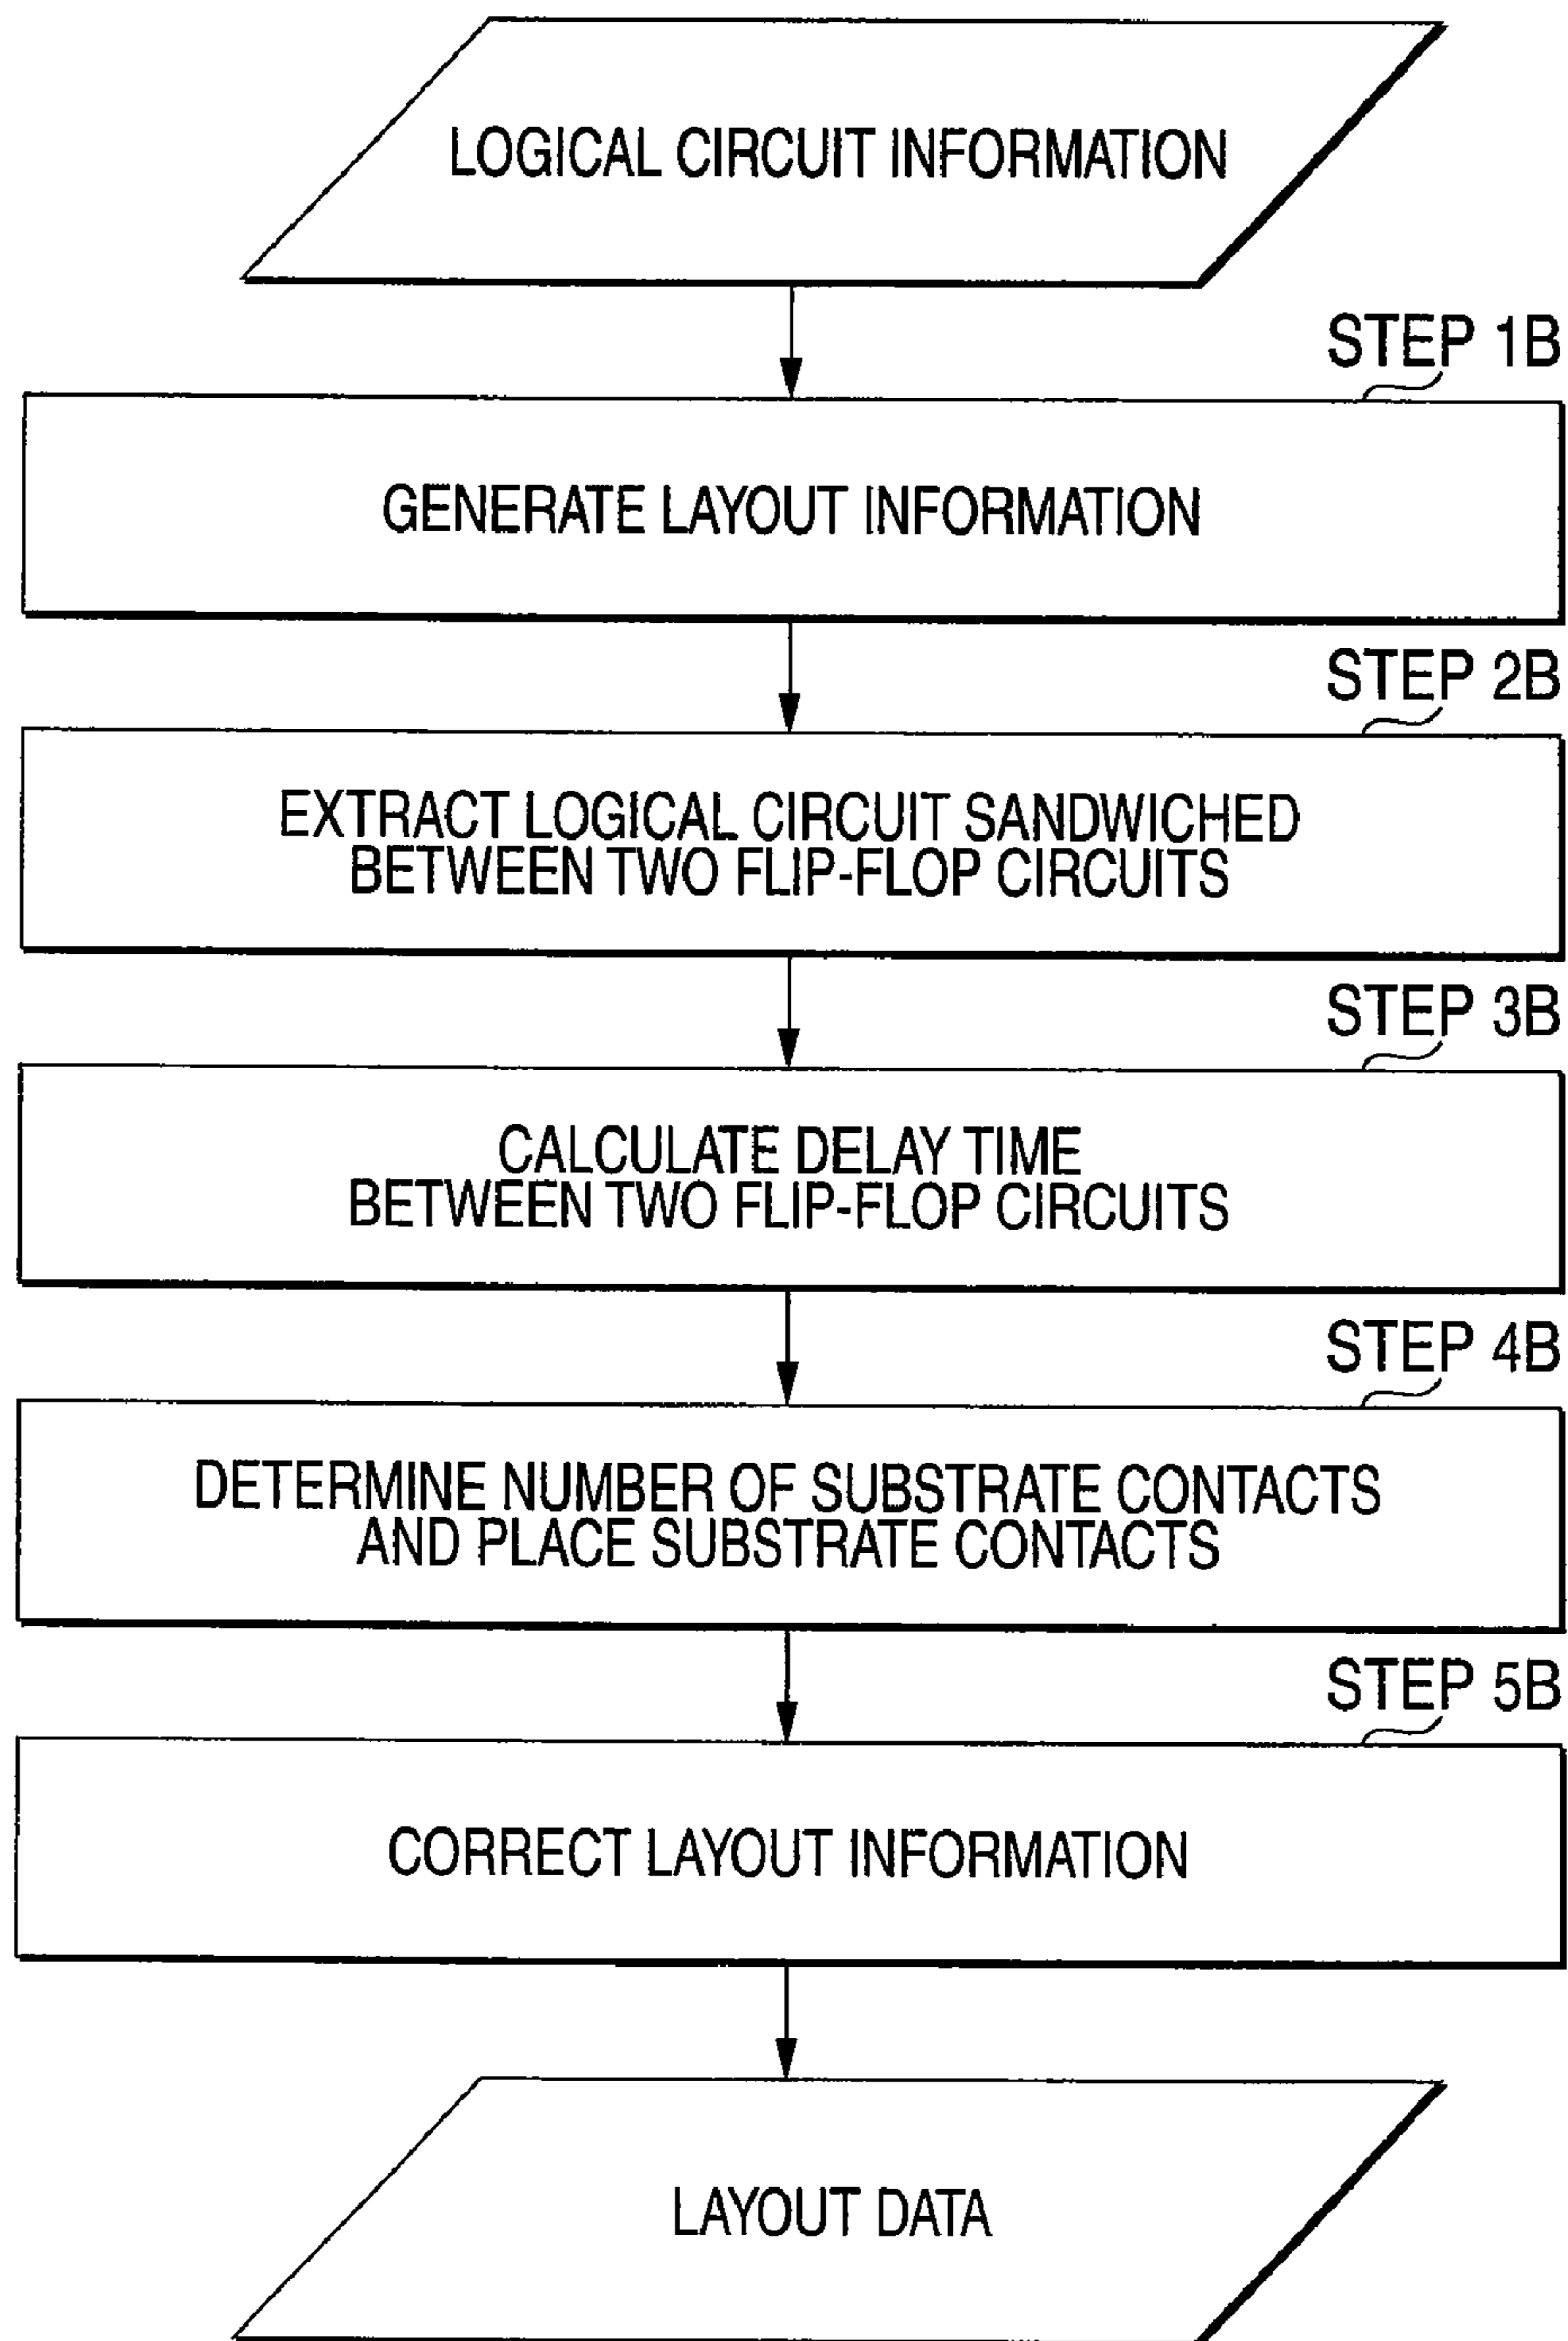 LOGICAL CIRCUIT INFORMATION
STEP 1B
GENERATE LAYOUT INFORMATION
STEP 2B
EXTRACT LOGICAL CIRCUIT SANDWICHED
BETWEEN TWO FLIP-FLOP CIRCUITS
STEP 3B
CALCULATE DELAY TIME
BETWEEN TWO FLIP-FLOP CIRCUITS
STEP 4B
DETERMINE NUMBER OF SUBSTRATE CONTACTS
AND PLACE SUBSTRATE CONTACTS
STEP 5B
CORRECT LAYOUT INFORMATION
LAYOUT DATA